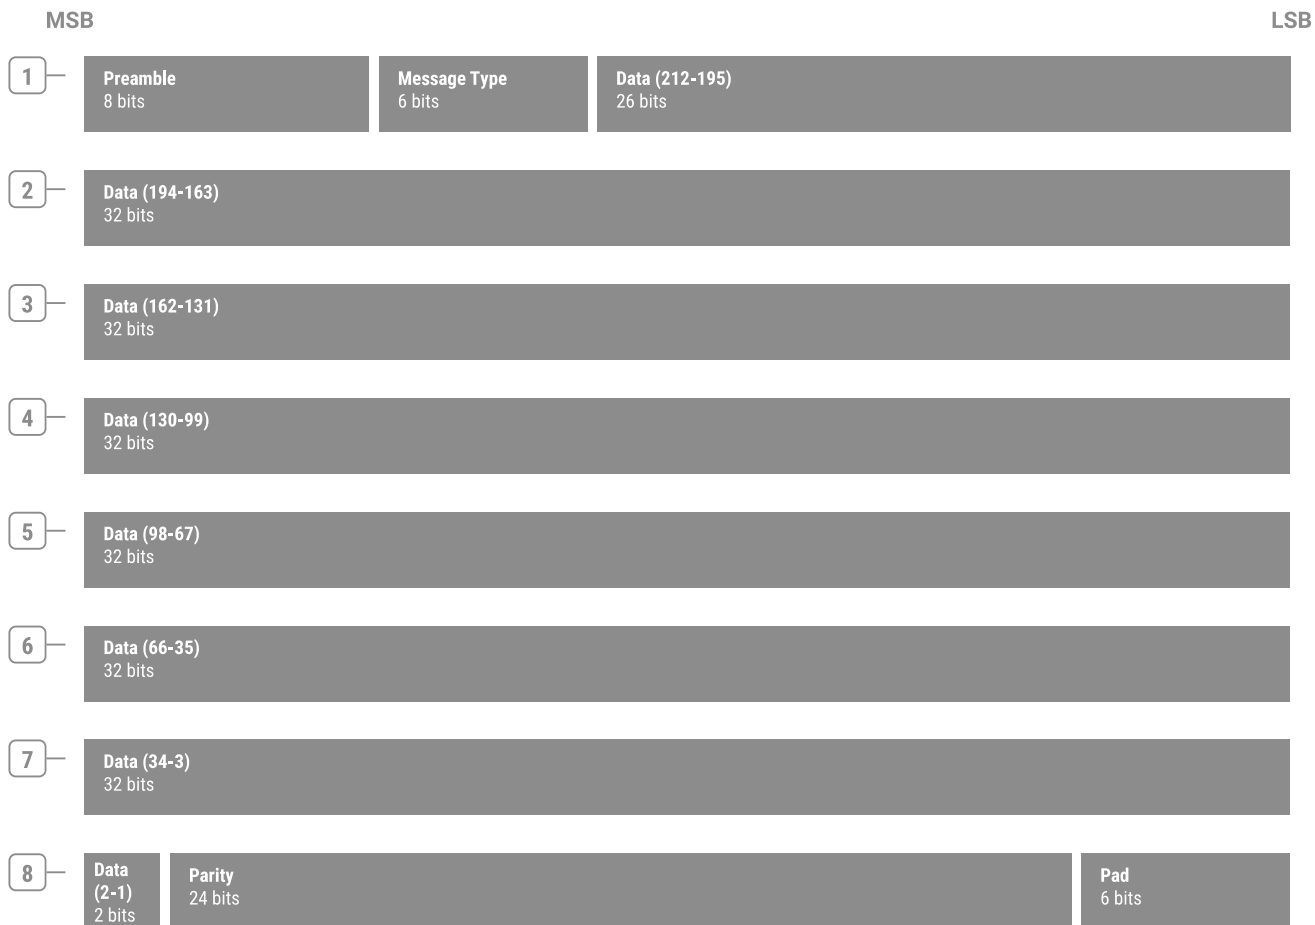 MSB LSB
1
Preamble Message Type Data (212-195)
8 bits 6 bits 26 bits
2
Data (194-163)
32 bits
3
Data (162-131)
32 bits
4
Data (130-99)
32 bits
5
Data (98-67)
32 bits
6
Data (66-35)
32 bits
7
Data (34-3)
32 bits
8
Data
(2-1)
2 bits
Parity
24 bits
Pad
6 bits